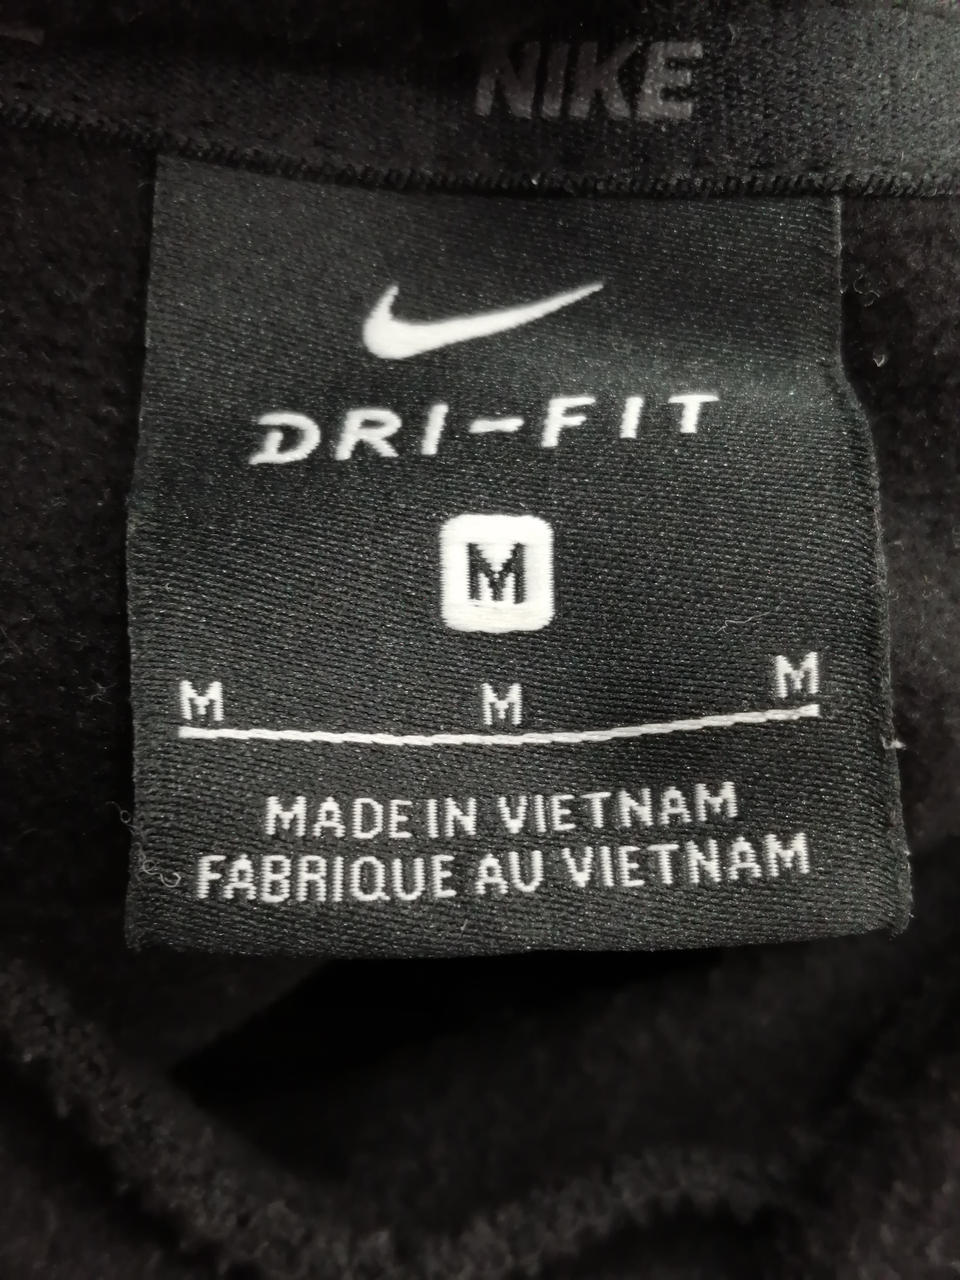 NIKE
DRI-FIT
M
M M M
MADE IN VIETNAM
FABRIQUE AU VIETNAM